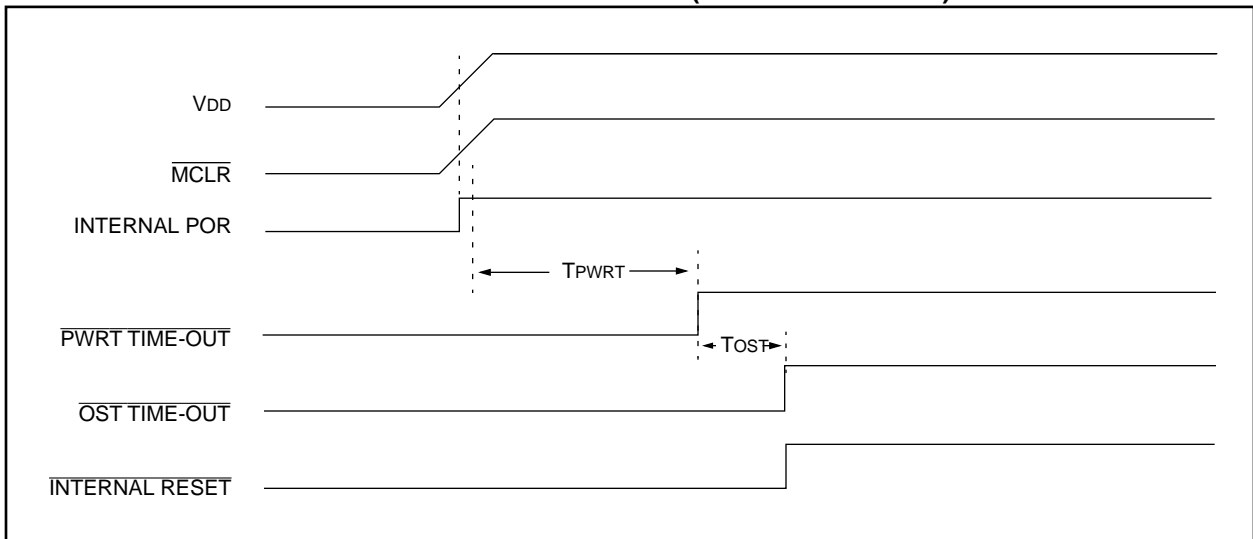 VDD
MCLR
INTERNAL POR
TPWRT
PWRT TIME-OUT
TOST
OST TIME-OUT
INTERNAL RESET